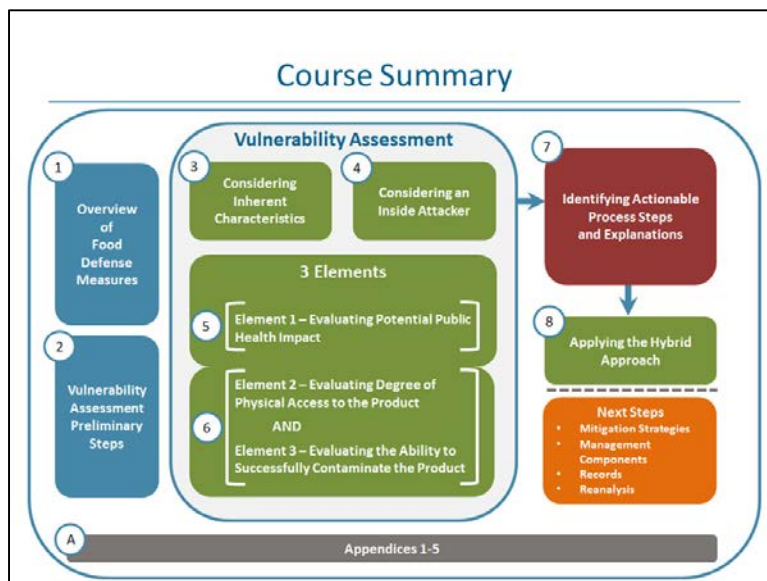 Course Summary
1
Overview
of
Food
Defense
Measures
2
Vulnerability
Assessment
Preliminary
Steps
Vulnerability Assessment
3
Considering
Inherent
Characteristics
4
Considering an
Inside Attacker
3 Elements
5
Element 1 – Evaluating Potential Public
Health Impact
6
Element 2 – Evaluating Degree of
Physical Access to the Product
AND
Element 3 – Evaluating the Ability to
Successfully Contaminate the Product
7
Identifying Actionable
Process Steps
and Explanations
8
Applying the Hybrid
Approach
Next Steps
• Mitigation Strategies
• Management
Components
• Records
• Reanalysis
A
Appendices 1-5